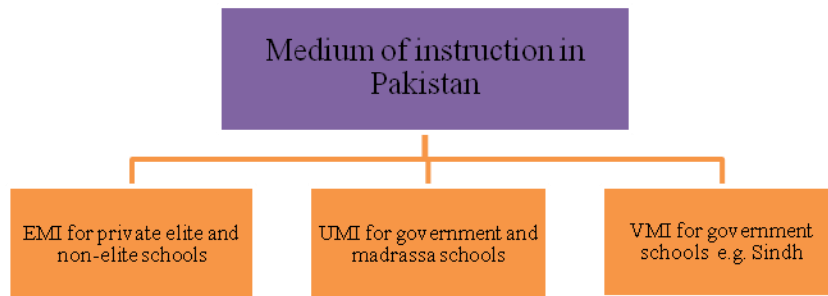 Medium of instruction in
Pakistan
EMI for private elite and
non-elite schools
UMI for government and
madrassa schools
VMI for government
schools e.g. Sindh